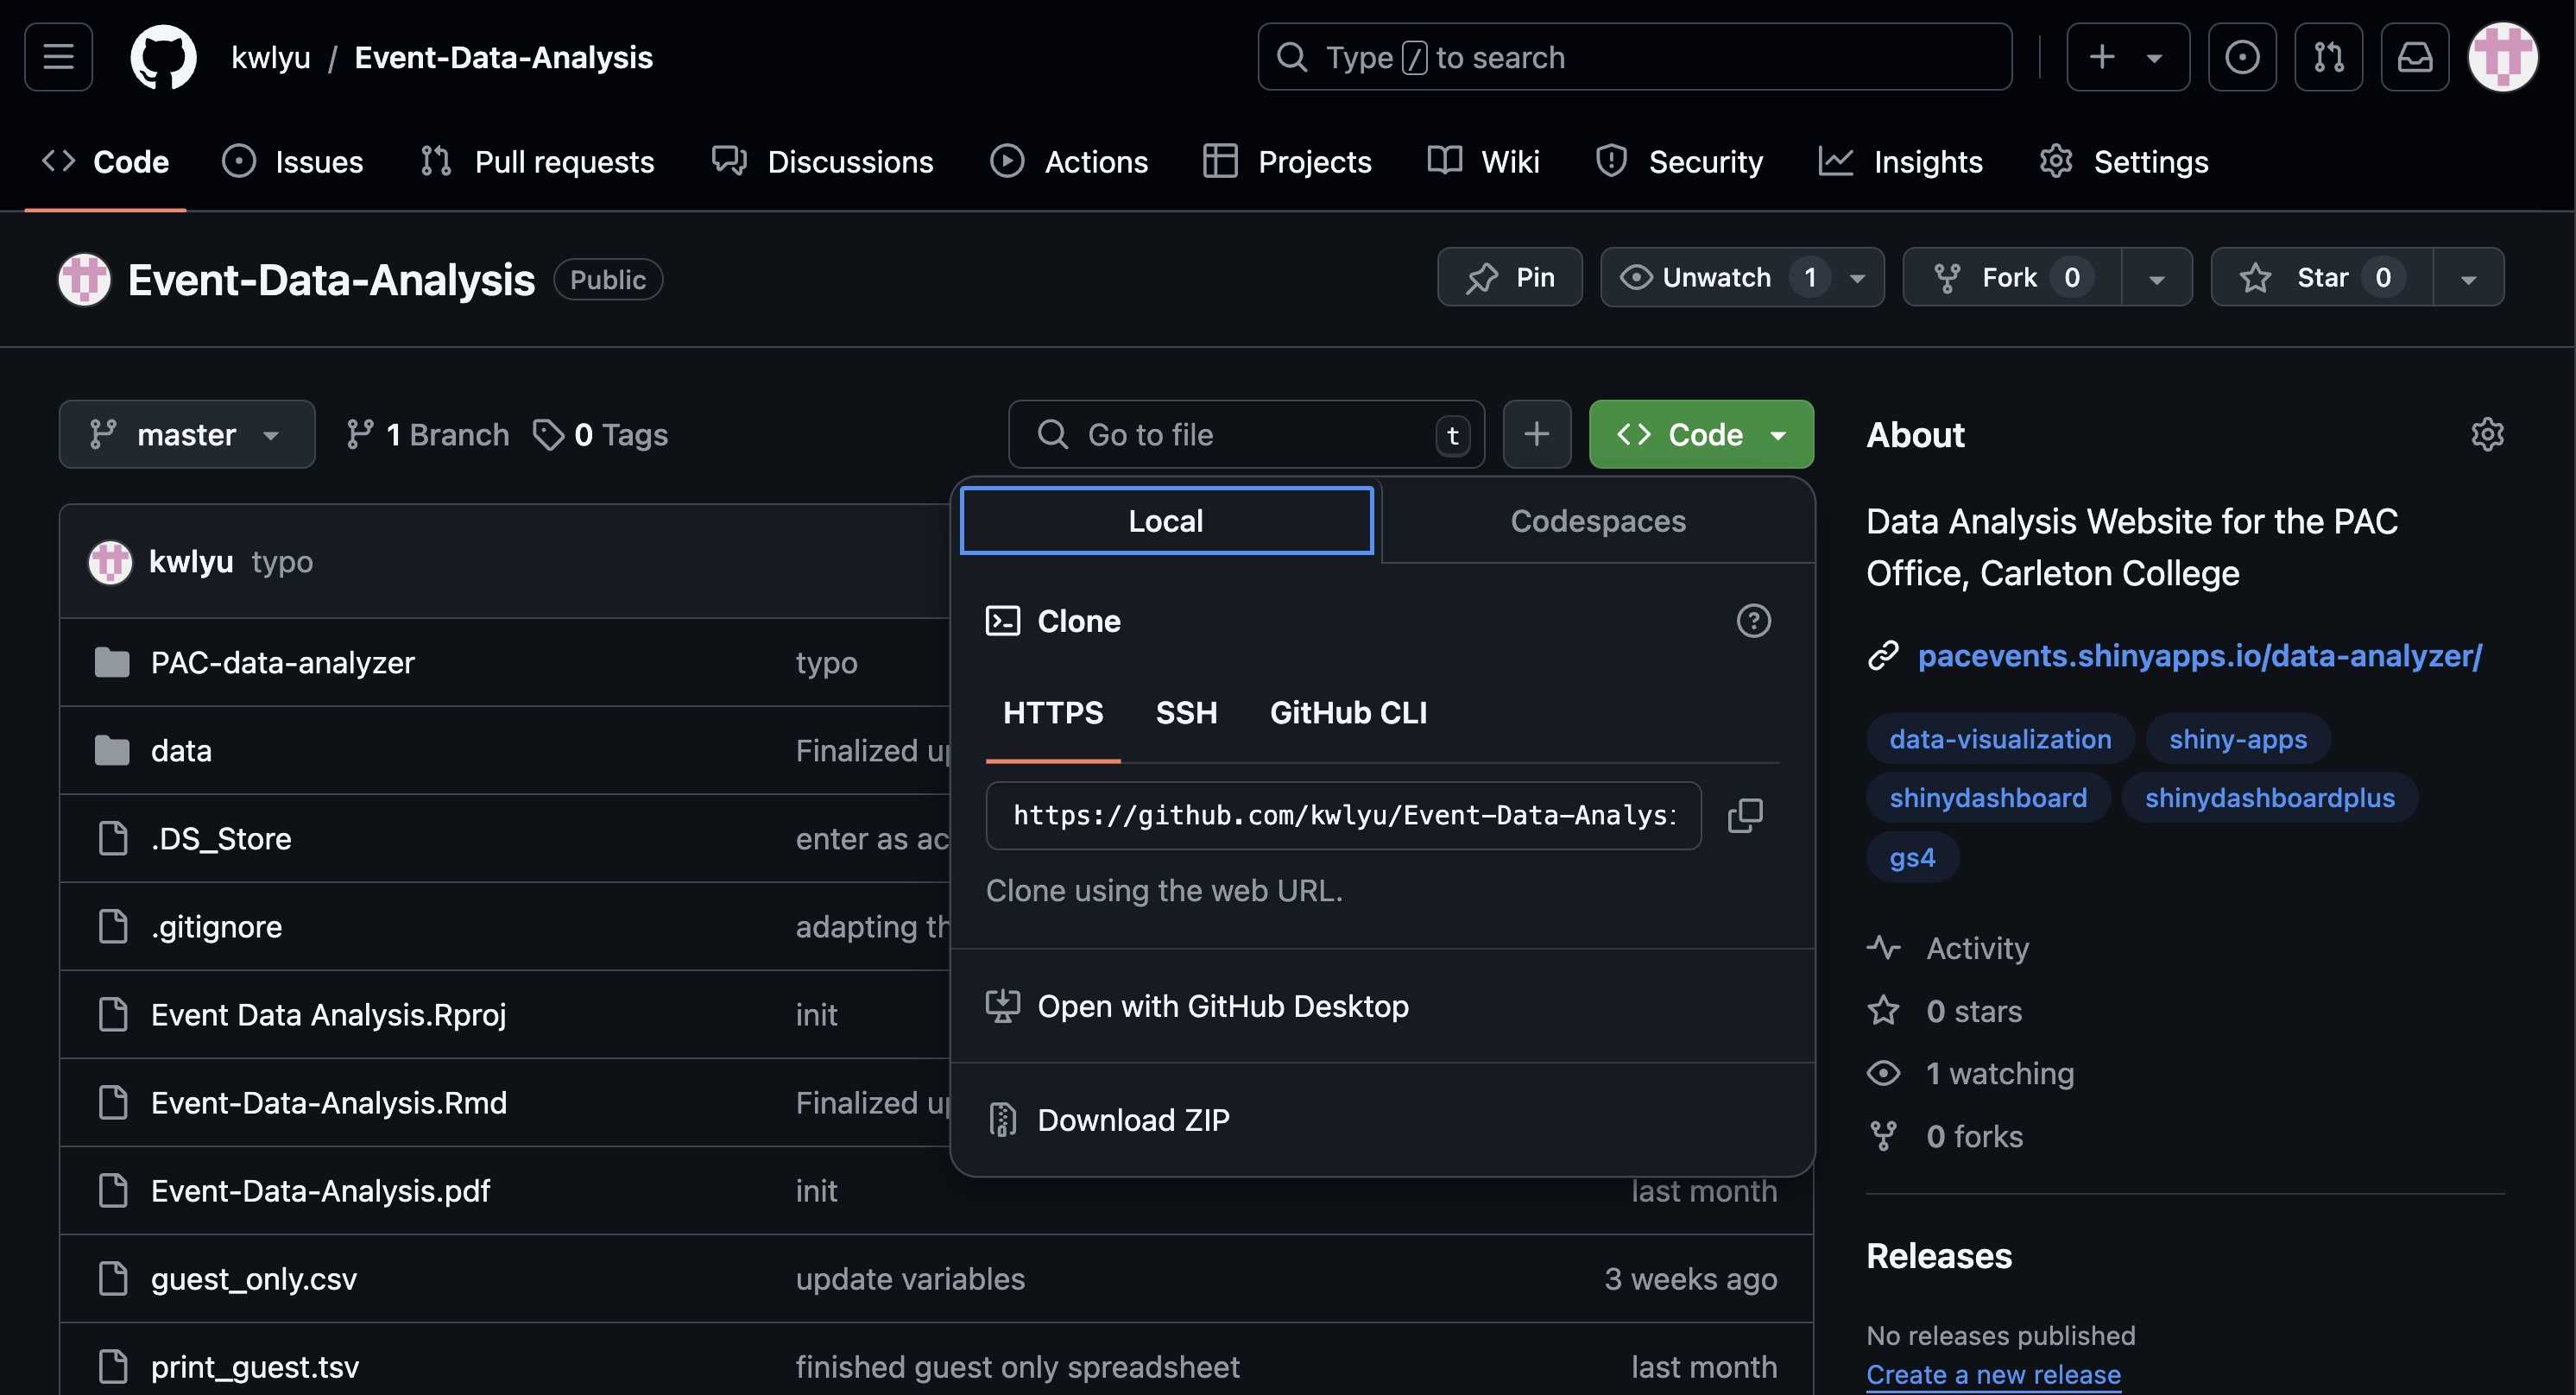 kwlyu / Event-Data-Analysis
Type / to search
Code
Issues
Pull requests
Discussions
Actions
Projects
Wiki
Security
Insights
Settings
Event-Data-Analysis Public
Pin
Unwatch 1
Fork 0
Star 0
master
1 Branch
0 Tags
Go to file t
Code
Local
Codespaces
Clone
HTTPS
SSH
GitHub CLI
https://github.com/kwlyu/Event-Data-Analys
Clone using the web URL.
Open with GitHub Desktop
Download ZIP
kwlyu typo
PAC-data-analyzer typo
data Finalized
.DS_Store enter as
.gitignore adapting
Event Data Analysis.Rproj init
Event-Data-Analysis.Rmd Finalized
Event-Data-Analysis.pdf init last month
guest_only.csv update variables 3 weeks ago
print_guest.tsv finished guest only spreadsheet last month
About
Data Analysis Website for the PAC
Office, Carleton College
pacevents.shinyapps.io/data-analyzer/
data-visualization shiny-apps
shinydashboard shinydashboardplus
gs4
Activity
0 stars
1 watching
0 forks
Releases
No releases published
Create a new release